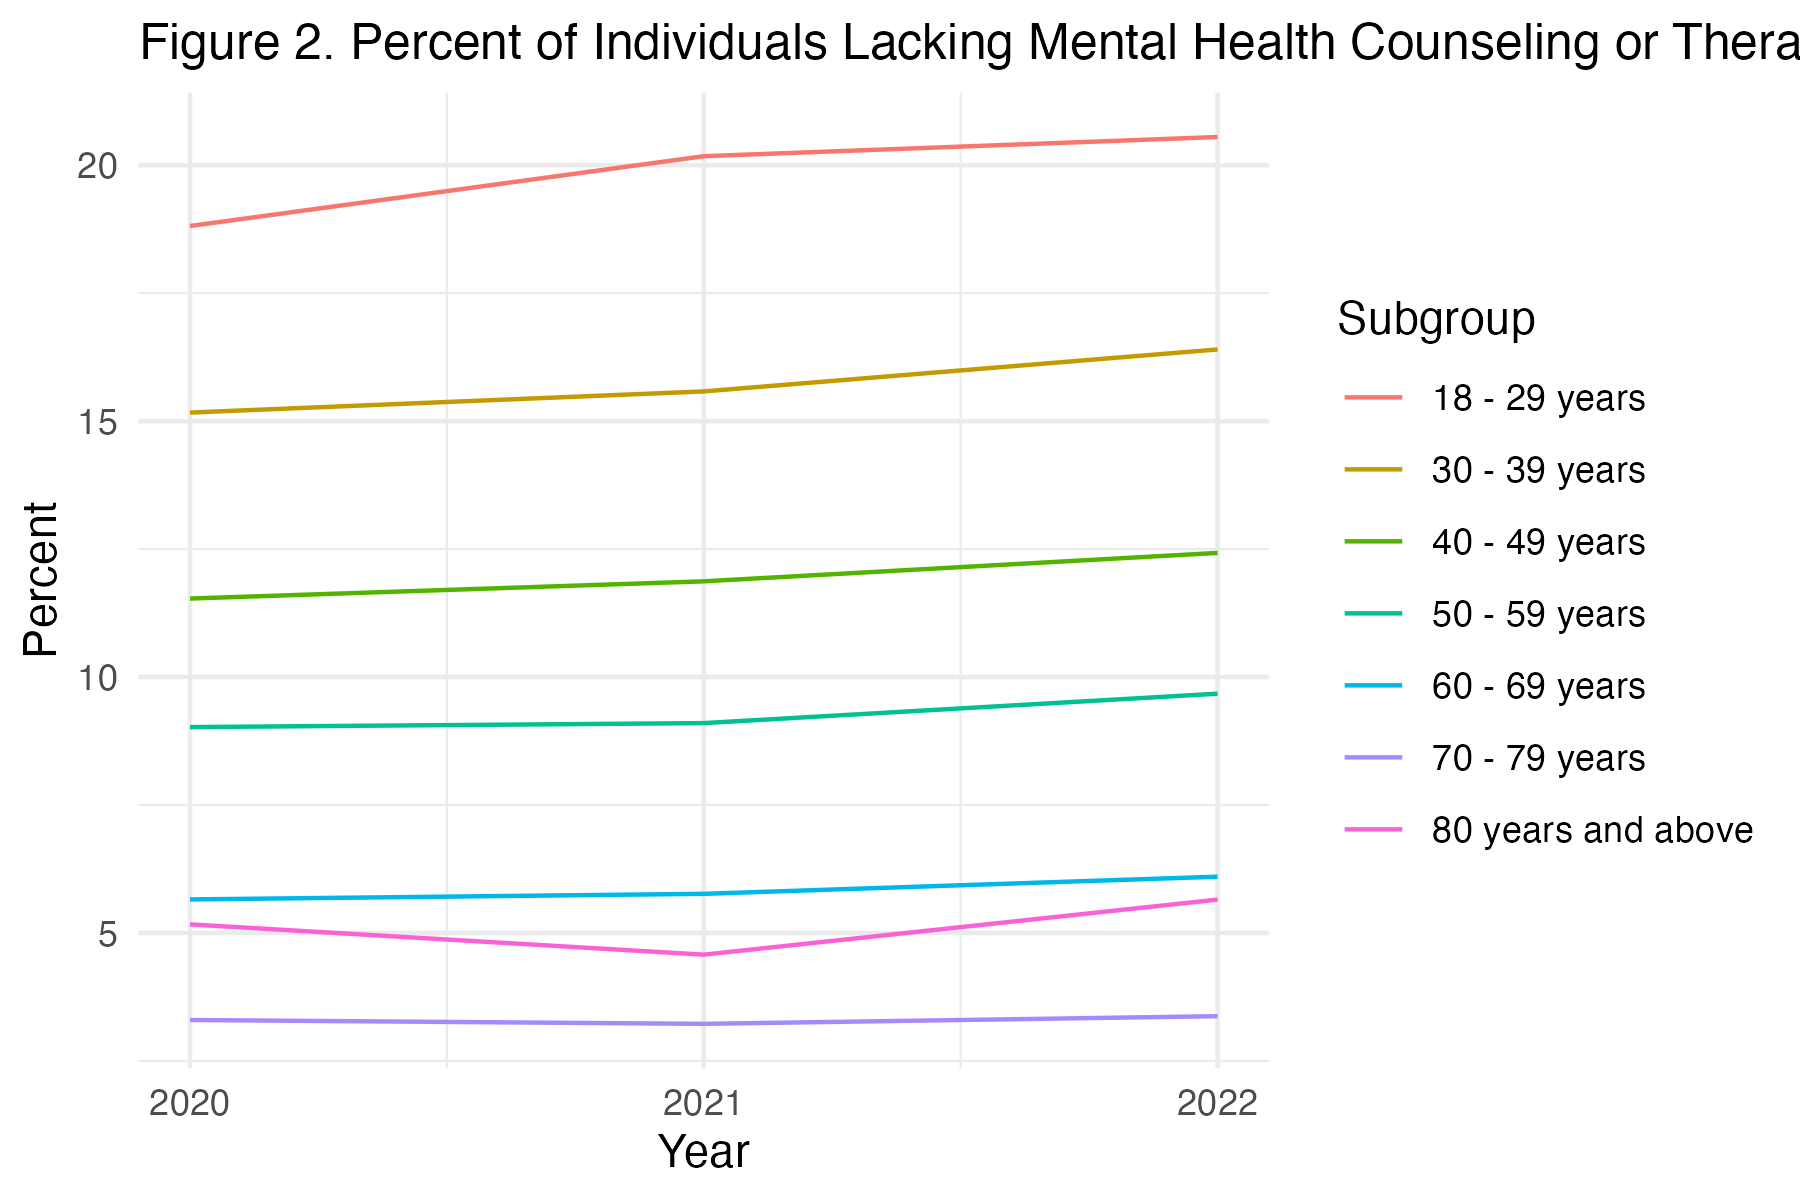 Figure 2. Percent of Individuals Lacking Mental Health Counseling or Thera
20
15
10
5
Percent
2020
2021
2022
Year
Subgroup
18 - 29 years
30 - 39 years
40 - 49 years
50 - 59 years
60 - 69 years
70 - 79 years
80 years and above